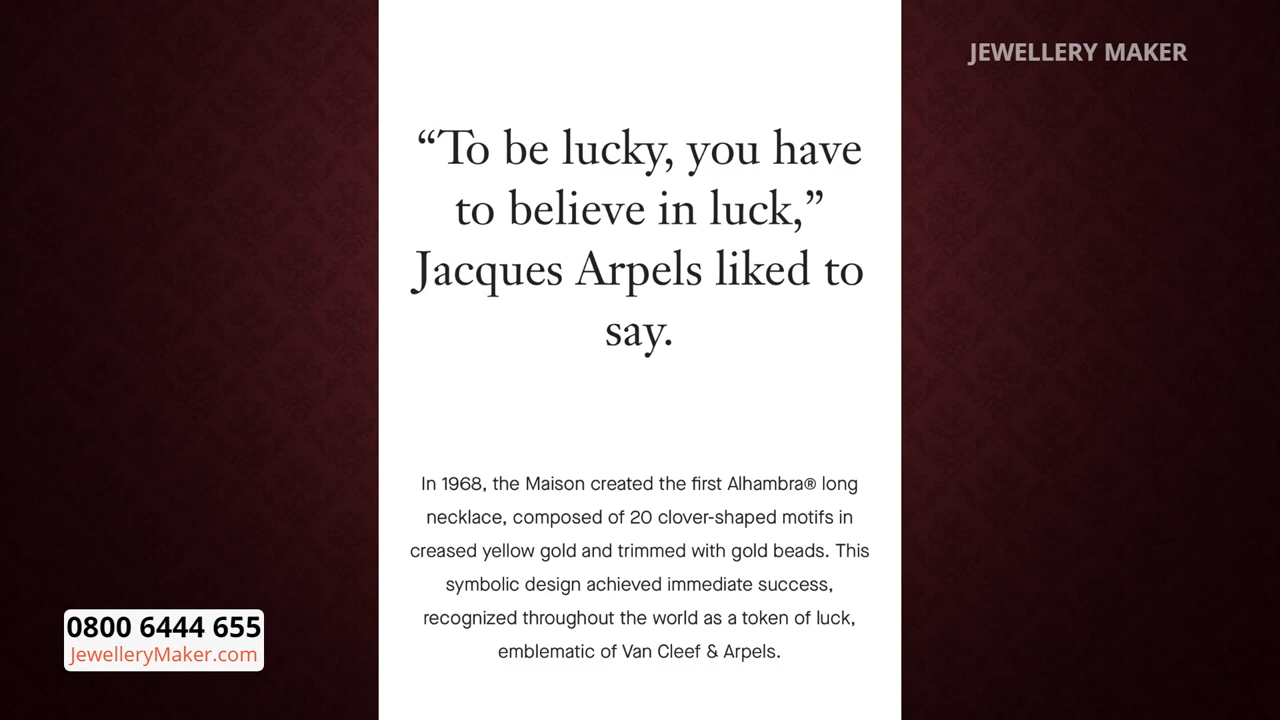 JEWELLERY MAKER
“To be lucky, you have
to believe in luck,”
Jacques Arpels liked to
say.
In 1968, the Maison created the first Alhambra® long
necklace, composed of 20 clover-shaped motifs in
creased yellow gold and trimmed with gold beads. This
symbolic design achieved immediate success,
recognized throughout the world as a token of luck,
emblematic of Van Cleef & Arpels.
0800 6444 655
JewelleryMaker.com